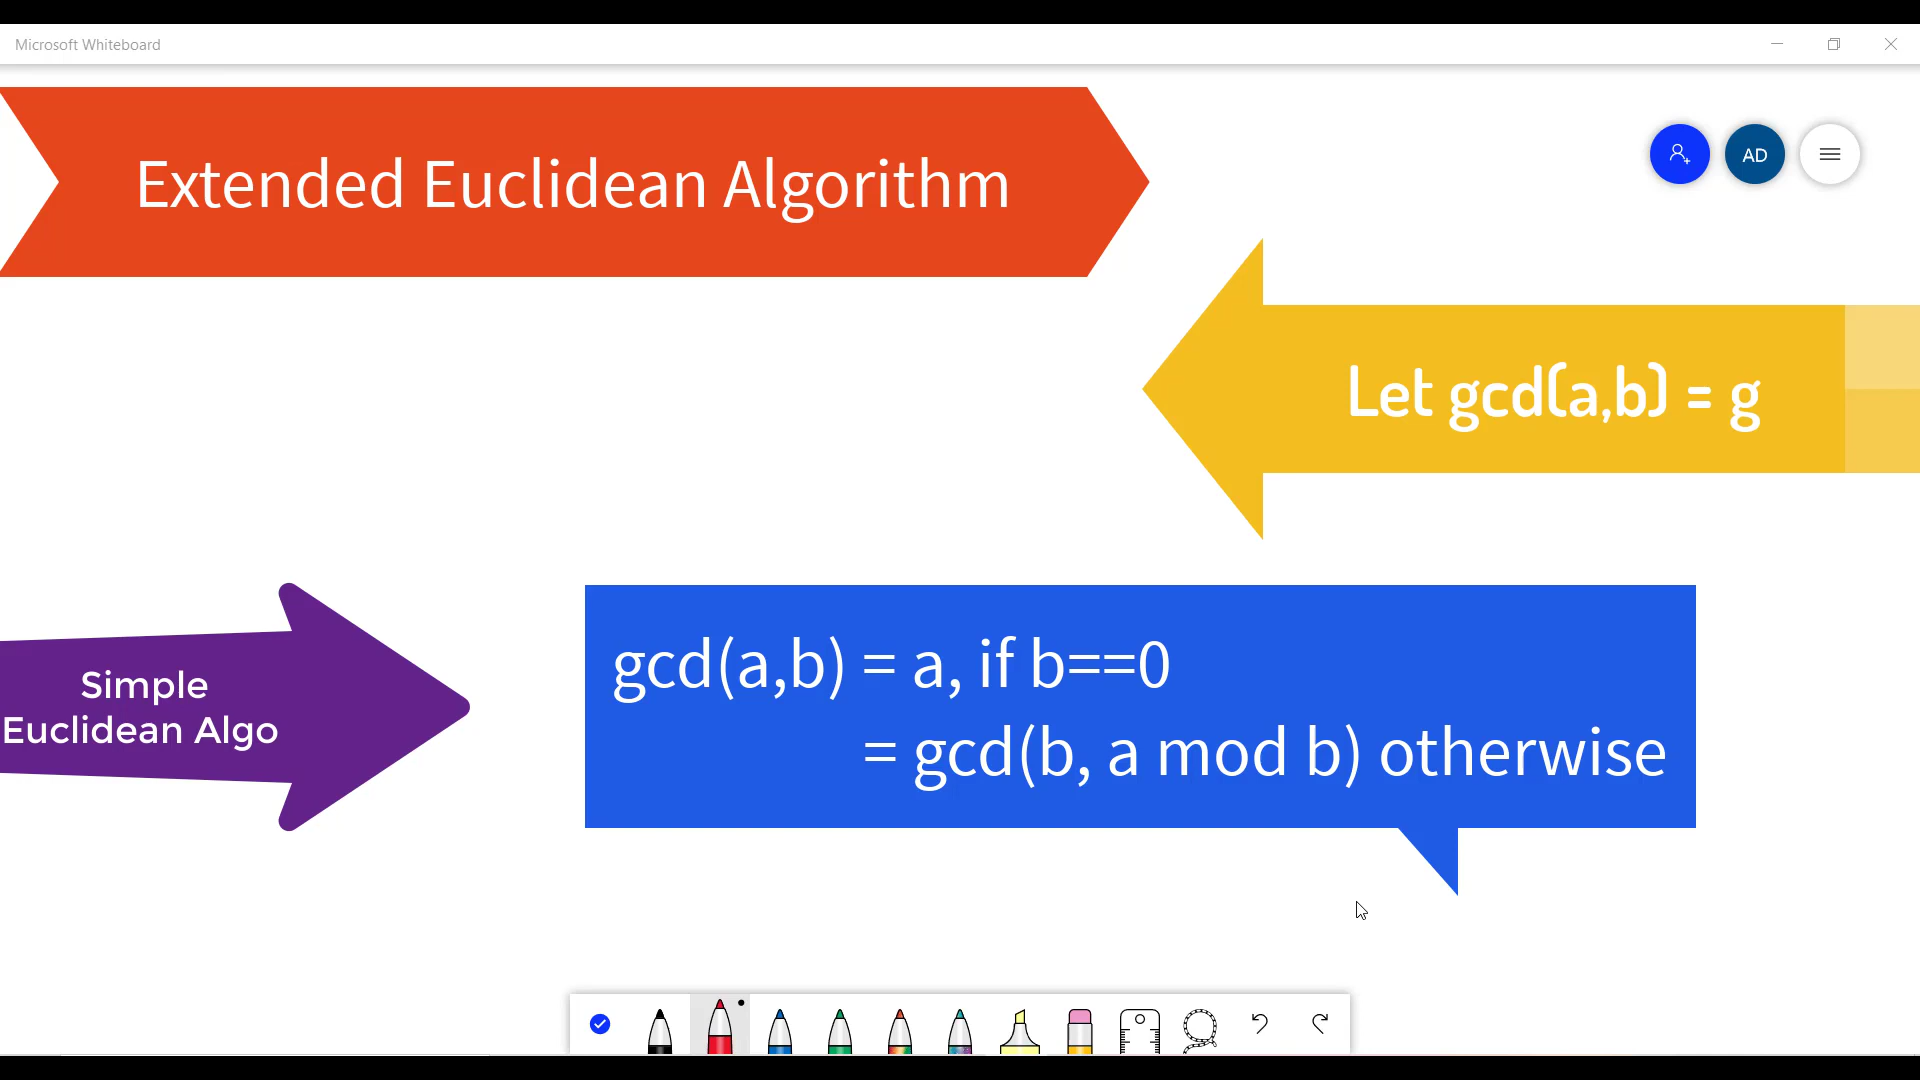 Microsoft Whiteboard
Extended Euclidean Algorithm
AD
Let gcd(a,b) = g
Simple
Euclidean Algo
gcd(a,b) = a, if b==0
= gcd(b, a mod b) otherwise